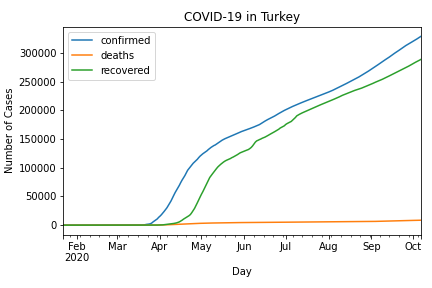 COVID-19 in Turkey
confirmed
deaths
recovered
Number of Cases
300000
250000
200000
150000
100000
50000
0
Feb Mar Apr May Jun Jul Aug Sep Oct
2020
Day